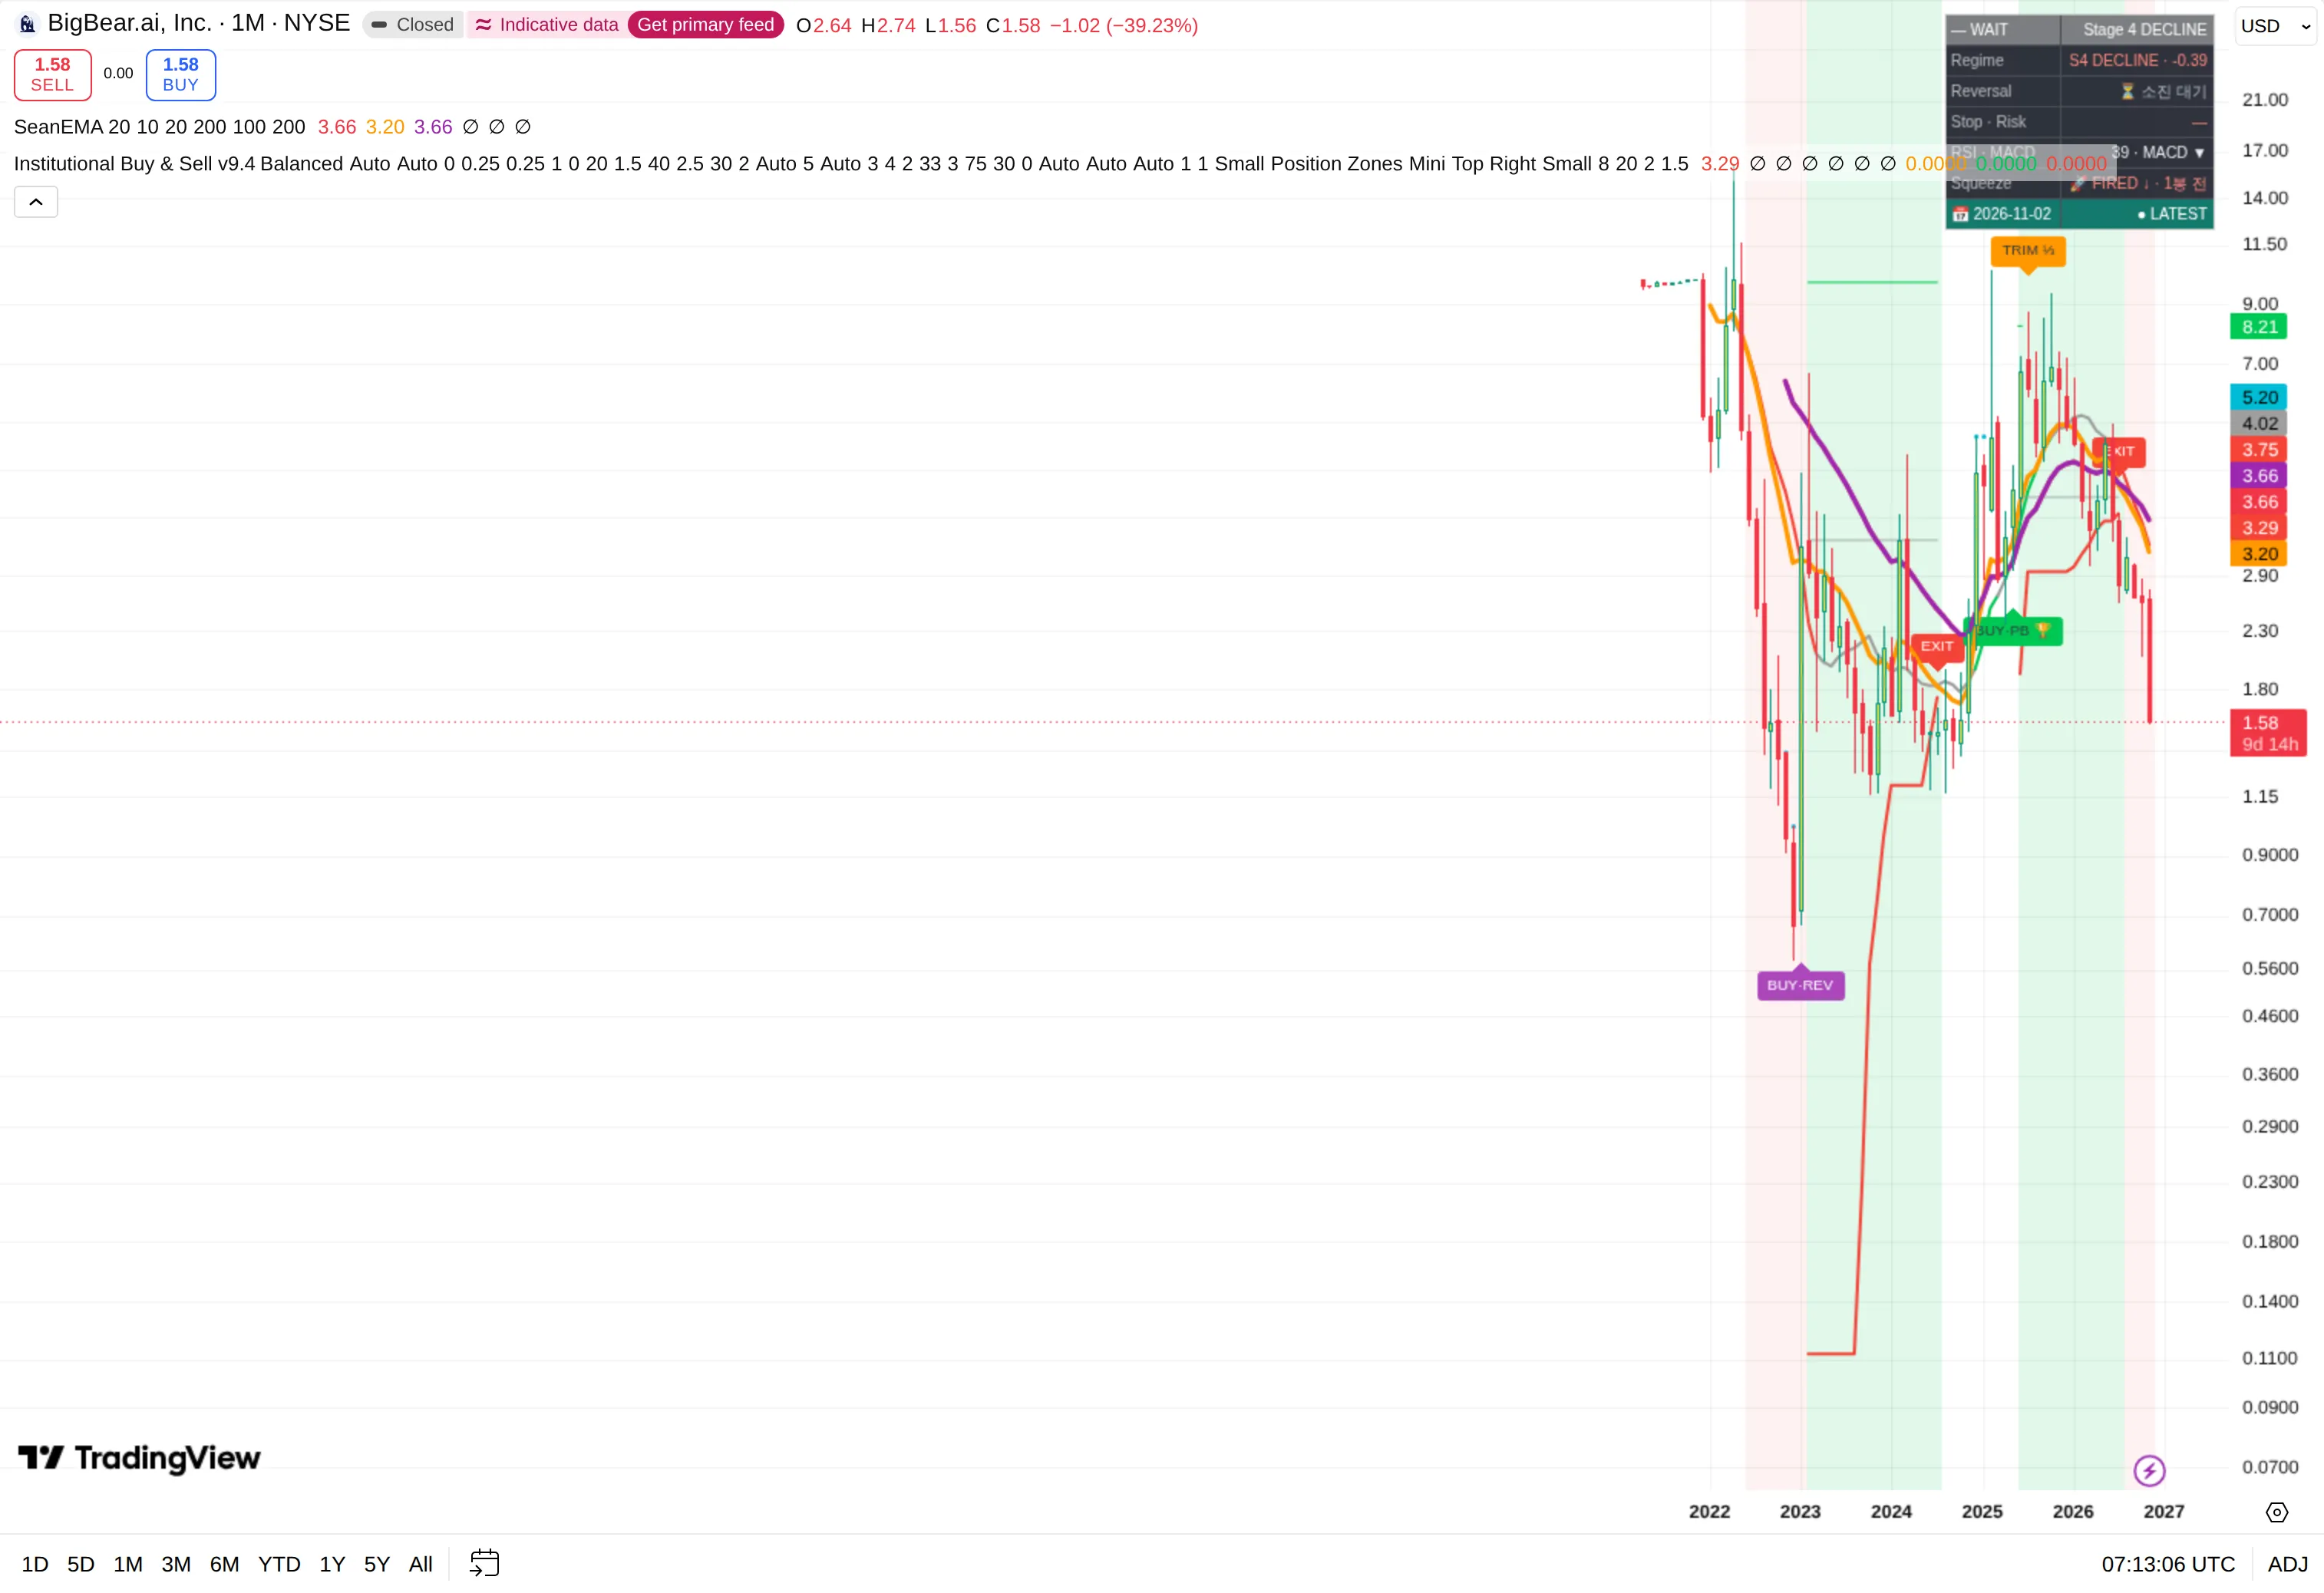 BigBear.ai, Inc. · 1M · NYSE Closed Indicative data Get primary feed O2.64 H2.74 L1.56 C1.58 −1.02 (−39.23%)
1.58 SELL 0.00 1.58 BUY
SeanEMA 20 10 20 200 100 200 3.66 3.20 3.66 ∅ ∅ ∅
Institutional Buy & Sell v9.4 Balanced Auto Auto 0 0.25 0.25 1 0 20 1.5 40 2.5 30 2 Auto 5 Auto 3 4 2 33 3 75 30 0 Auto Auto Auto 1 1 Small Position Zones Mini Top Right Small 8 20 2 1.5 3.29 ∅ ∅ ∅ ∅ ∅ ∅ 0.0000 0.0000 0.0000
— WAIT Stage 4 DECLINE
Regime S4 DECLINE · -0.39
Reversal ⏳ 소진 대기
Stop · Risk —
RSI · MACD 39 · MACD ▼
Squeeze 🚀 FIRED ↓ · 1봉 전
📅 2026-11-02 ● LATEST
USD
TRIM ⅓
EXIT
BUY·PB 🏆
EXIT
BUY·REV
21.00
17.00
14.00
11.50
9.00
8.21
7.00
5.20
4.02
3.75
3.66
3.66
3.29
3.20
2.90
2.30
1.80
1.58
9d 14h
1.15
0.9000
0.7000
0.5600
0.4600
0.3600
0.2900
0.2300
0.1800
0.1400
0.1100
0.0900
0.0700
TradingView
2022 2023 2024 2025 2026 2027
1D 5D 1M 3M 6M YTD 1Y 5Y All 07:13:06 UTC ADJ